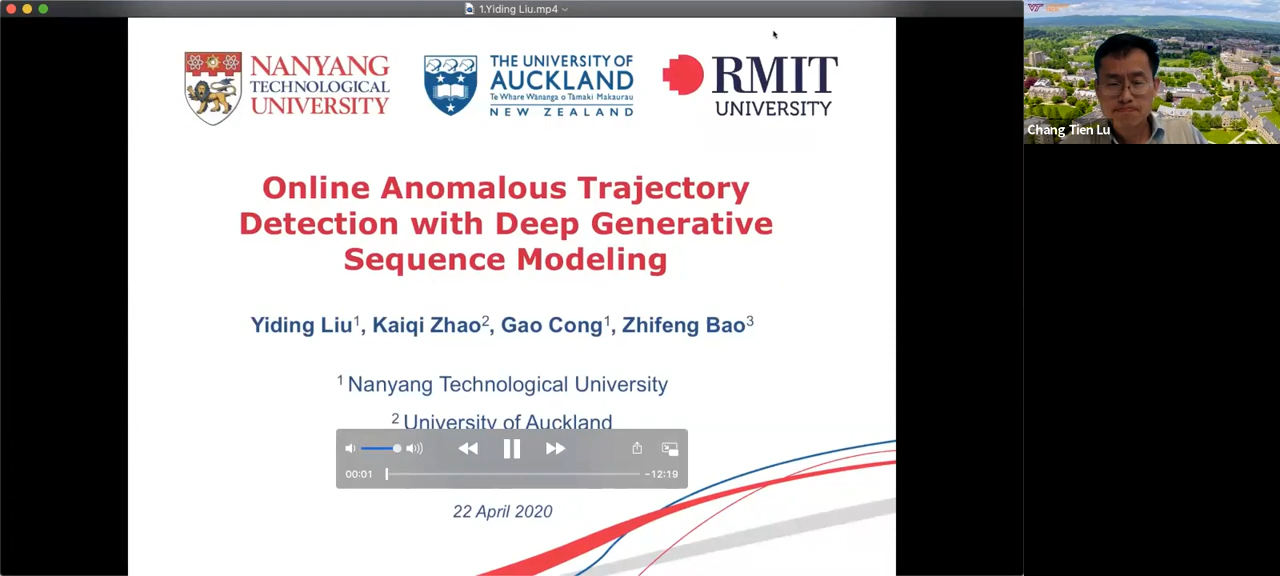 1.Yiding Liu.mp4
NANYANG
TECHNOLOGICAL
UNIVERSITY
THE UNIVERSITY OF
AUCKLAND
Te Whare Wānanga o Tāmaki Makaurau
NEW ZEALAND
RMIT
UNIVERSITY
Online Anomalous Trajectory
Detection with Deep Generative
Sequence Modeling
Yiding Liu1, Kaiqi Zhao2, Gao Cong1, Zhifeng Bao3
1 Nanyang Technological University
2 University of Auckland
00:01
-12:19
22 April 2020
Chang Tien Lu